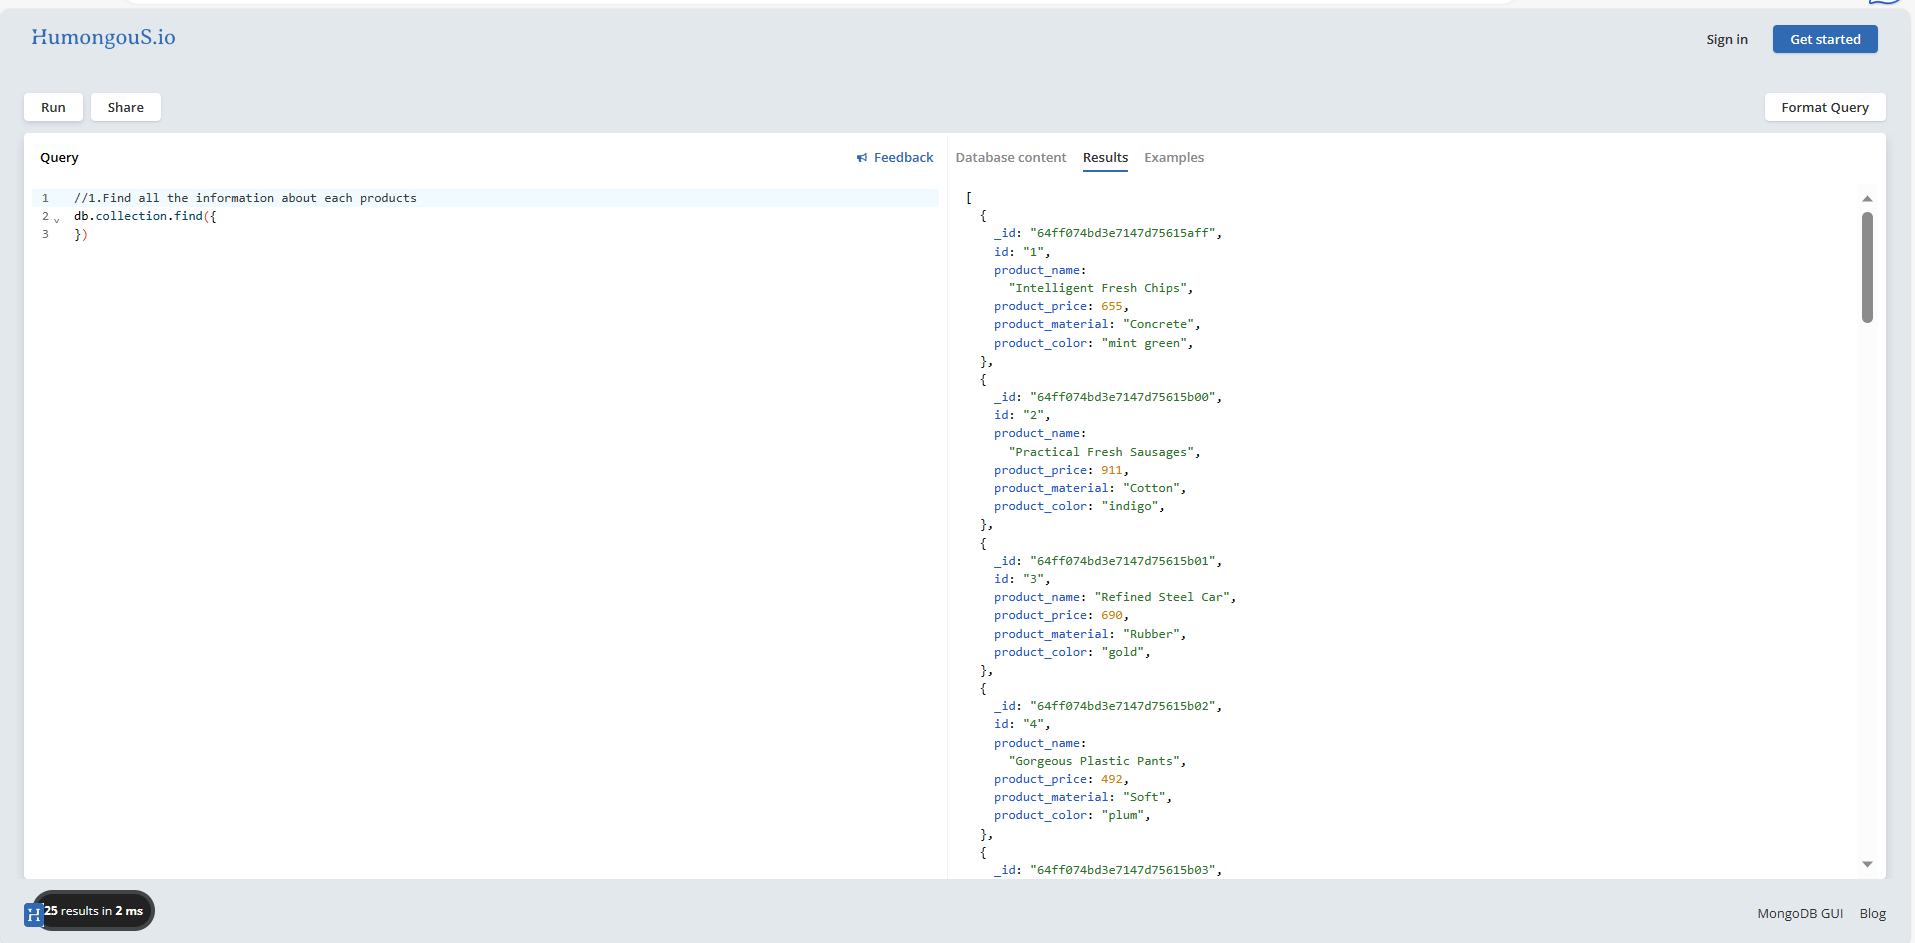 HumongouS.io
Sign in
Get started
Run
Share
Format Query
Query
Feedback
Database content
Results
Examples
1 //1.Find all the information about each products
2 db.collection.find({
3 })
[
{
_id: "64ff074bd3e7147d75615aff",
id: "1",
product_name:
"Intelligent Fresh Chips",
product_price: 655,
product_material: "Concrete",
product_color: "mint green",
},
{
_id: "64ff074bd3e7147d75615b00",
id: "2",
product_name:
"Practical Fresh Sausages",
product_price: 911,
product_material: "Cotton",
product_color: "indigo",
},
{
_id: "64ff074bd3e7147d75615b01",
id: "3",
product_name: "Refined Steel Car",
product_price: 690,
product_material: "Rubber",
product_color: "gold",
},
{
_id: "64ff074bd3e7147d75615b02",
id: "4",
product_name:
"Gorgeous Plastic Pants",
product_price: 492,
product_material: "Soft",
product_color: "plum",
},
{
_id: "64ff074bd3e7147d75615b03",
H
25 results in 2 ms
MongoDB GUI
Blog